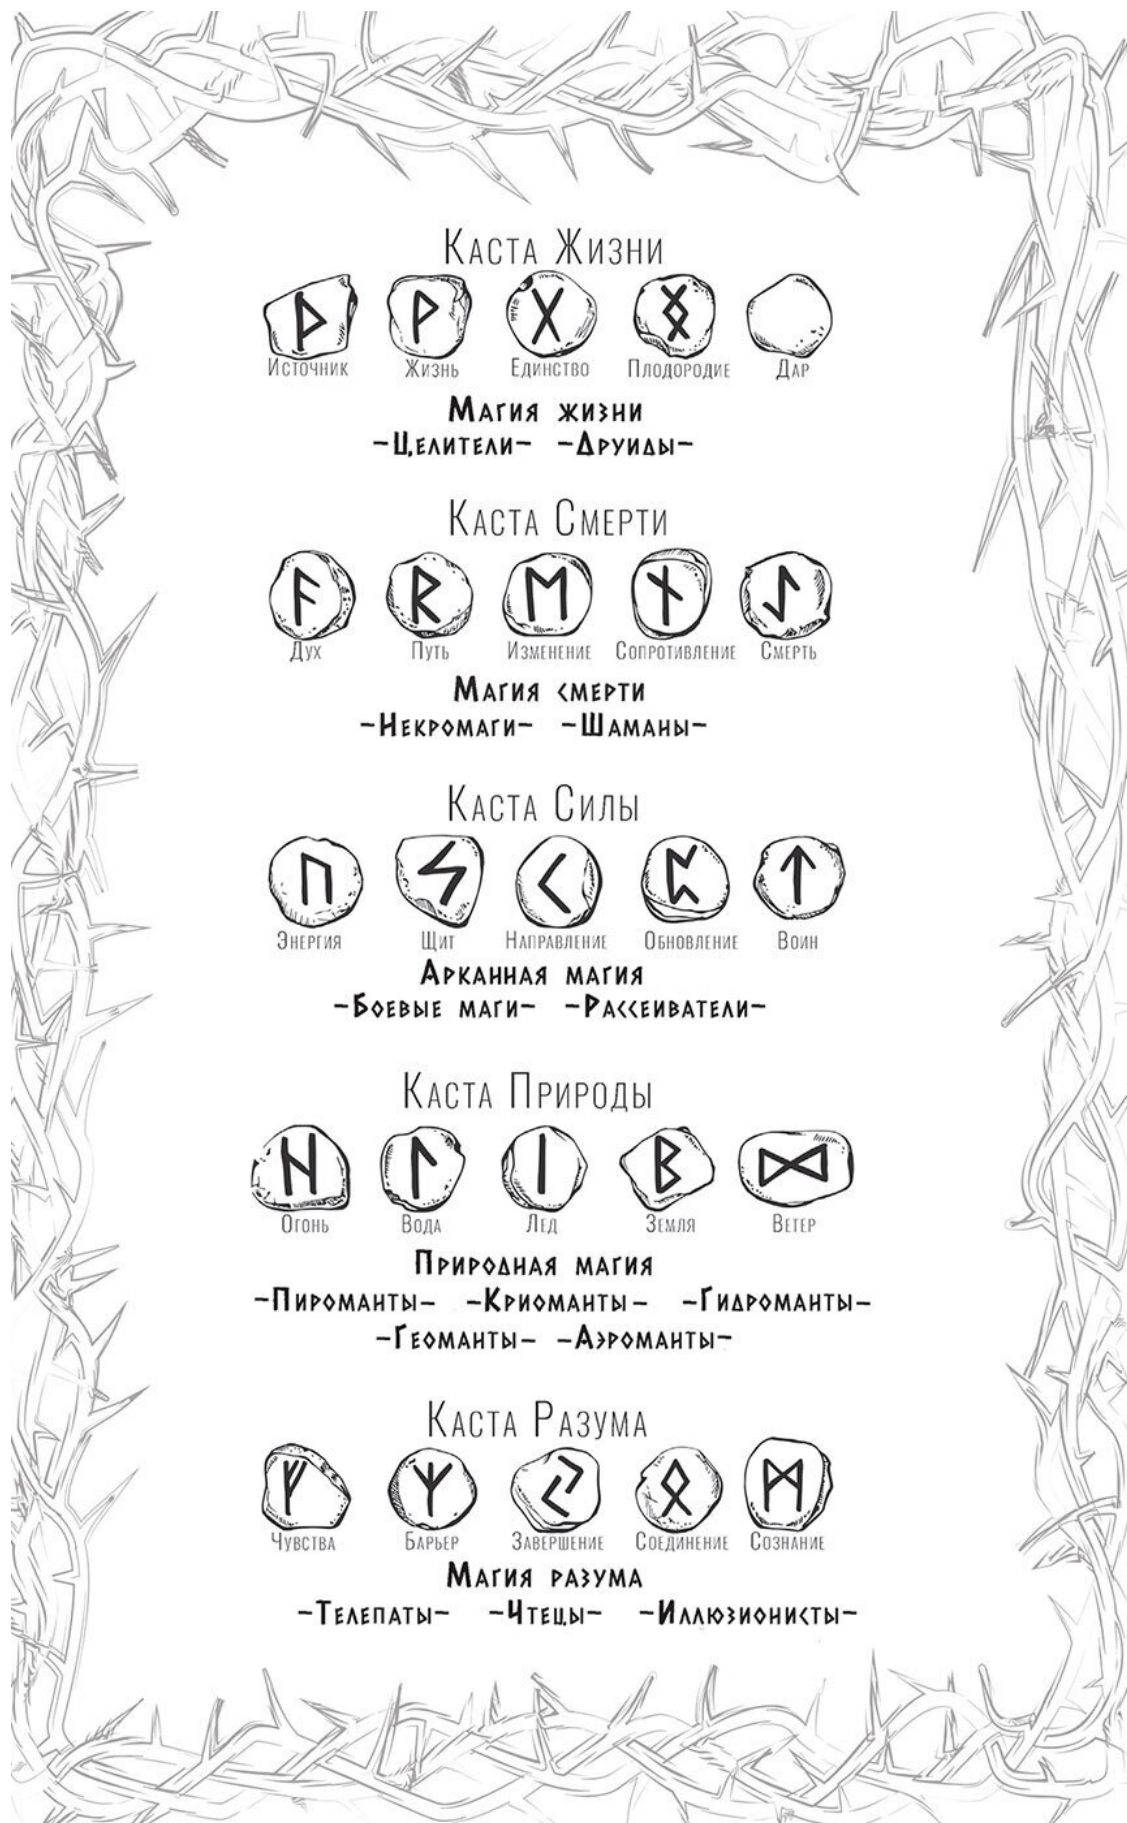 Каста Жизни
ᚦ ᚹ ᚷ ᛝ
Источник Жизнь Единство Плодородие Дар
Магия жизни
-Целители- -Друиды-
Каста Смерти
ᚨ ᚱ ᛖ ᚾ ᛇ
Дух Путь Изменение Сопротивление Смерть
Магия смерти
-Некромаги- -Шаманы-
Каста Силы
ᚢ ᛊ ᚲ ᛈ ᛏ
Энергия Щит Направление Обновление Воин
Арканная магия
-Боевые маги- -Рассеиватели-
Каста Природы
ᚺ ᛚ ᛁ ᛒ ᛞ
Огонь Вода Лед Земля Ветер
Природная магия
-Пироманты- -Криоманты- -Гидроманты-
-Геоманты- -Аэроманты-
Каста Разума
ᚠ ᛉ ᛃ ᛟ ᛗ
Чувства Барьер Завершение Соединение Сознание
Магия разума
-Телепаты- -Чтецы- -Иллюзионисты-